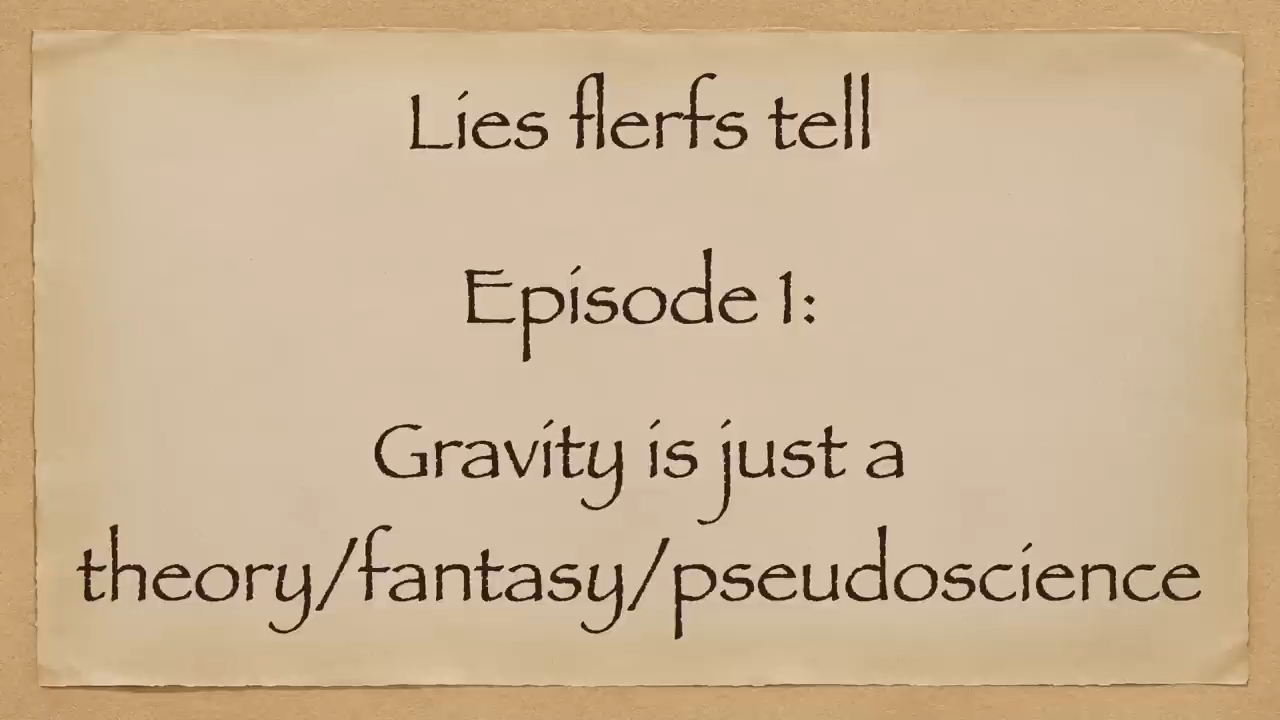 Lies flerfs tell
Episode 1:
Gravity is just a
theory/fantasy/pseudoscience